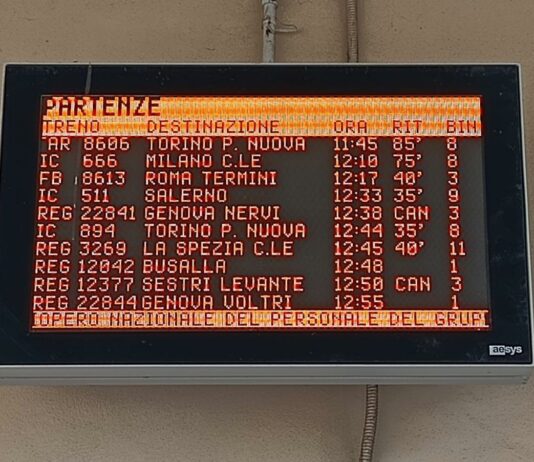 PARTENZE
TRENO DESTINAZIONE ORA RIT. BIN
AR 8606 TORINO P. NUOVA 11:45 85' 8
IC 666 MILANO C.LE 12:10 75' 8
FB 8613 ROMA TERMINI 12:17 40' 3
IC 511 SALERNO 12:33 35' 9
REG 22841 GENOVA NERVI 12:38 CAN 3
IC 894 TORINO P. NUOVA 12:44 35' 8
REG 3269 LA SPEZIA C.LE 12:45 40' 11
REG 12042 BUSALLA 12:48 1
REG 12377 SESTRI LEVANTE 12:50 CAN 3
REG 22844 GENOVA VOLTRI 12:55 1
OPERO NAZIONALE DEL PERSONALE DEL GRUP
aesys